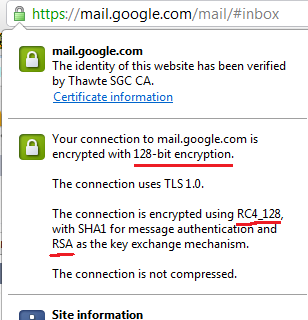 https://mail.google.com/mail/#inbox
mail.google.com
The identity of this website has been verified
by Thawte SGC CA.
Certificate information
Your connection to mail.google.com is
encrypted with 128-bit encryption.
The connection uses TLS 1.0.
The connection is encrypted using RC4_128,
with SHA1 for message authentication and
RSA as the key exchange mechanism.
The connection is not compressed.
Site information